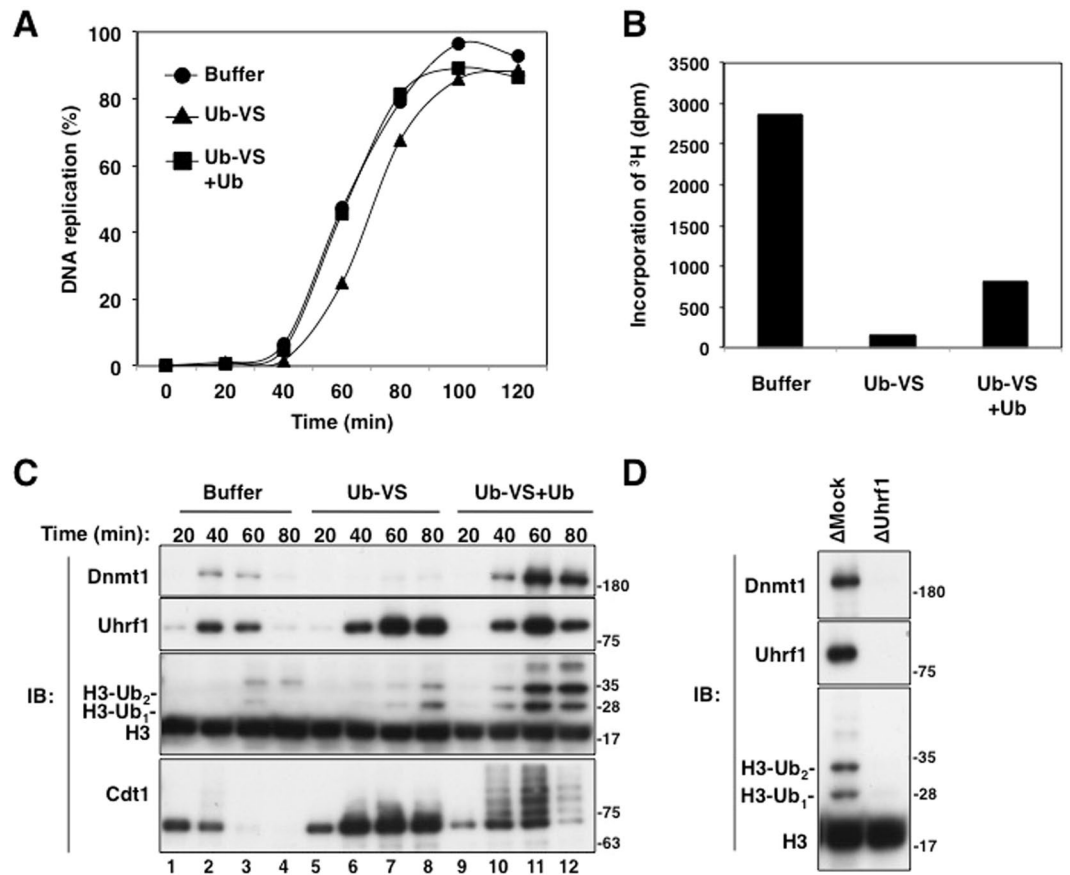 A
100
80
60
40
20
0
DNA replication (%)
Buffer
Ub-VS
Ub-VS
+Ub
0 20 40 60 80 100 120
Time (min)
B
3500
3000
2500
2000
1500
1000
500
0
Incorporation of ³H (dpm)
Buffer Ub-VS Ub-VS
+Ub
C
Buffer Ub-VS Ub-VS+Ub
Time (min): 20 40 60 80 20 40 60 80 20 40 60 80
Dnmt1 -180
Uhrf1 -75
IB:
-35
H3-Ub₂-
-28
H3-Ub₁-
H3 -17
Cdt1
-75
-63
1 2 3 4 5 6 7 8 9 10 11 12
D
ΔMock ΔUhrf1
Dnmt1 -180
Uhrf1 -75
IB:
-35
H3-Ub₂-
H3-Ub₁- -28
H3 -17